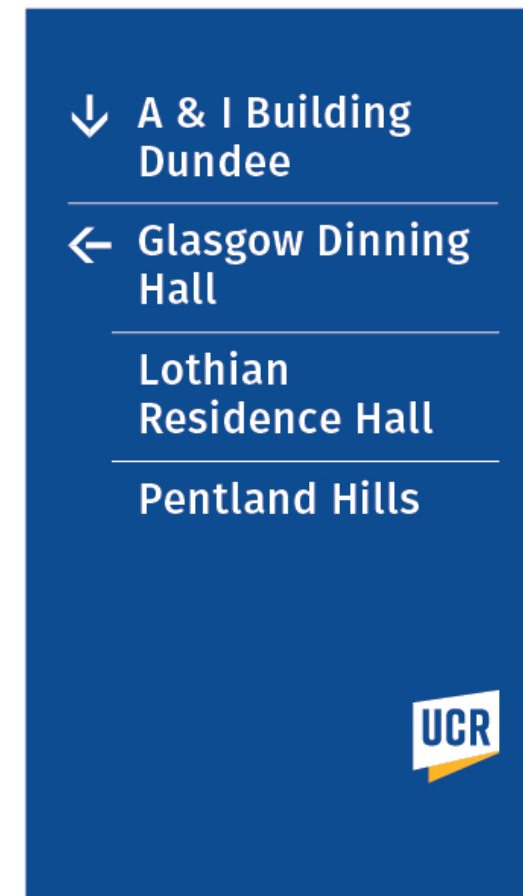 ↓ A & I Building
Dundee
← Glasgow Dinning
Hall
Lothian
Residence Hall
Pentland Hills
UCR